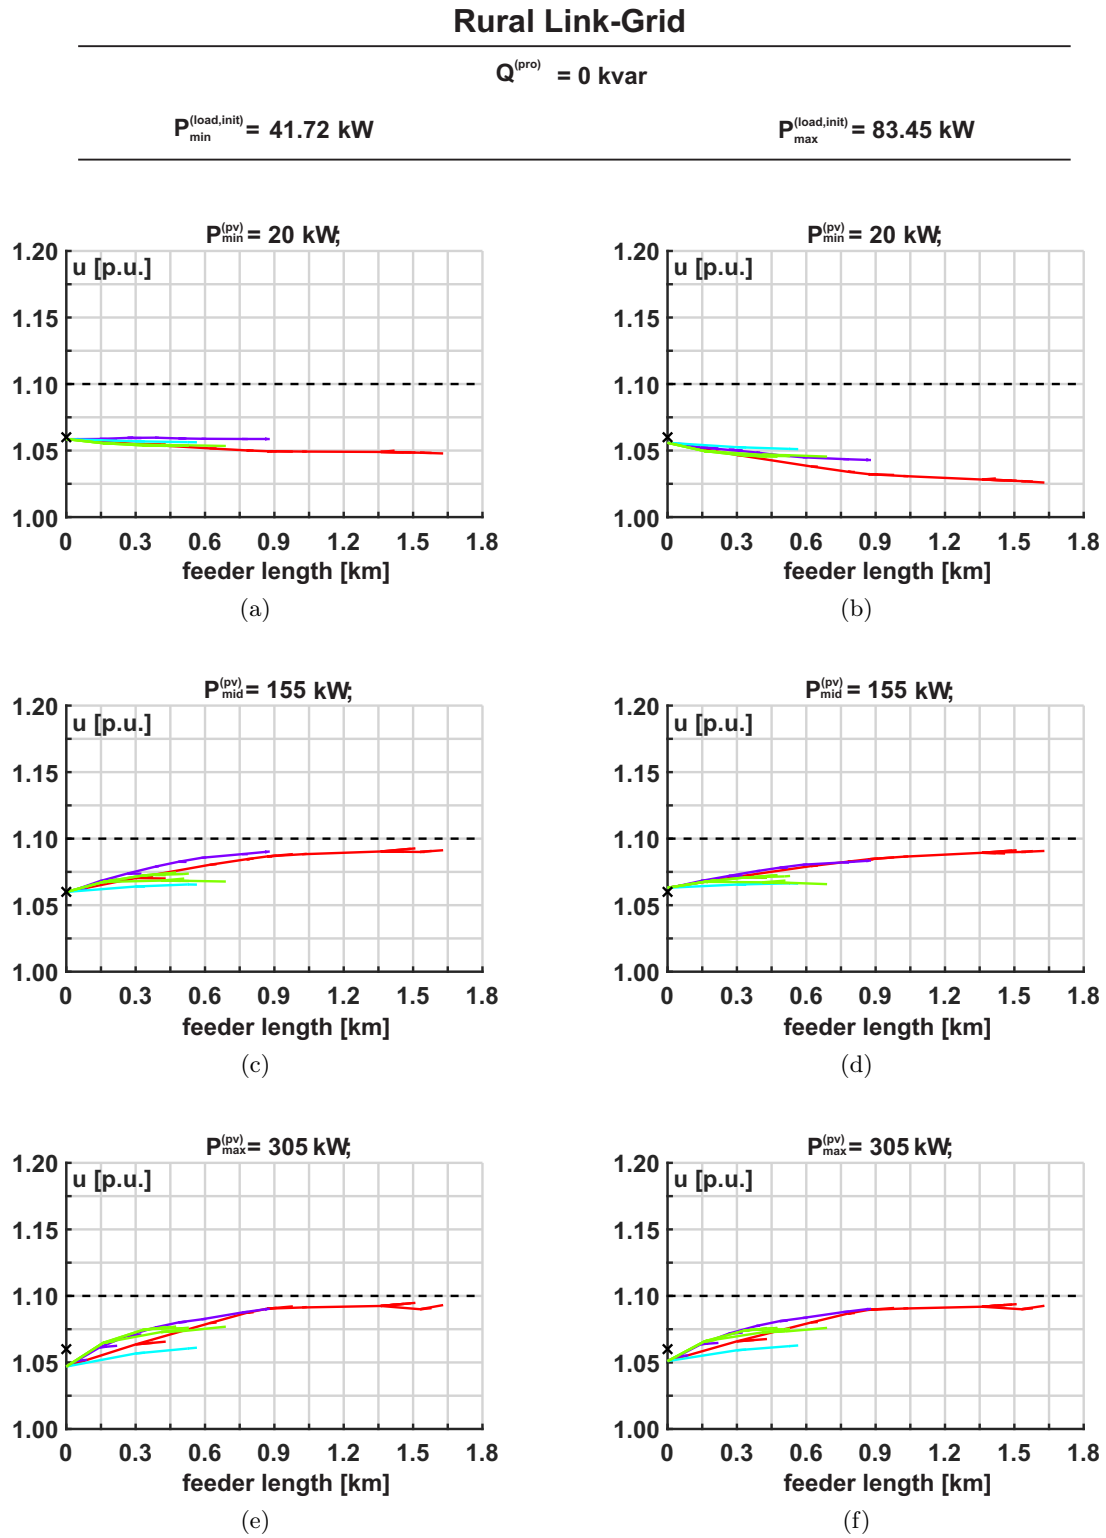 Rural Link-Grid
Q(pro) = 0 kvar
P(load,init)min = 41.72 kW P(load,init)max = 83.45 kW
P(pv)min = 20 kW; P(pv)min = 20 kW;
1.20 u [p.u.] 1.20 u [p.u.]
1.15 1.15
1.10 1.10
1.05 1.05
1.00 1.00
0 0.3 0.6 0.9 1.2 1.5 1.8 0 0.3 0.6 0.9 1.2 1.5 1.8
feeder length [km] feeder length [km]
(a) (b)
P(pv)mid = 155 kW; P(pv)mid = 155 kW;
1.20 u [p.u.] 1.20 u [p.u.]
1.15 1.15
1.10 1.10
1.05 1.05
1.00 1.00
0 0.3 0.6 0.9 1.2 1.5 1.8 0 0.3 0.6 0.9 1.2 1.5 1.8
feeder length [km] feeder length [km]
(c) (d)
P(pv)max = 305 kW; P(pv)max = 305 kW;
1.20 u [p.u.] 1.20 u [p.u.]
1.15 1.15
1.10 1.10
1.05 1.05
1.00 1.00
0 0.3 0.6 0.9 1.2 1.5 1.8 0 0.3 0.6 0.9 1.2 1.5 1.8
feeder length [km] feeder length [km]
(e) (f)